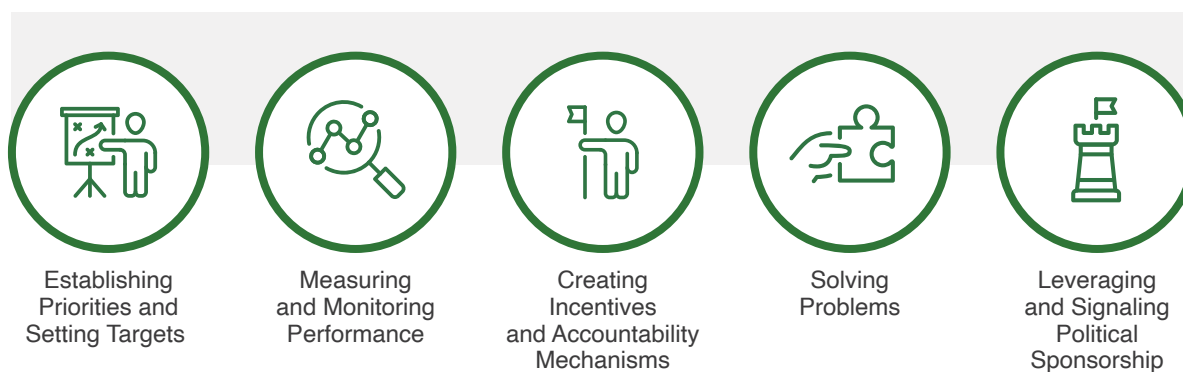 Establishing
Priorities and
Setting Targets
Measuring
and Monitoring
Performance
Creating
Incentives
and Accountability
Mechanisms
Solving
Problems
Leveraging
and Signaling
Political
Sponsorship